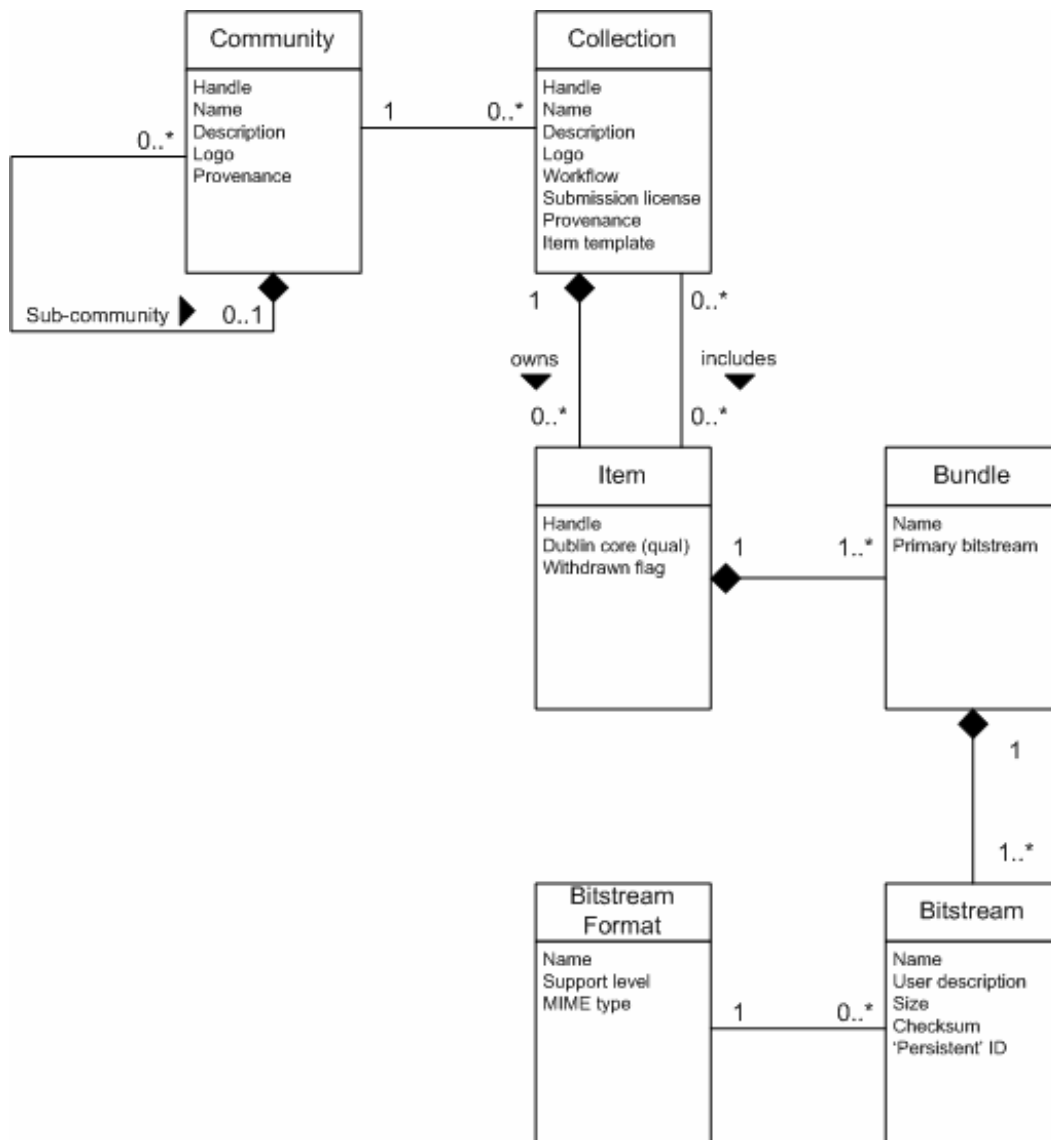 Community
Handle
Name
Description
Logo
Provenance
1
0..*
Collection
Handle
Name
Description
Logo
Workflow
Submission license
Provenance
Item template
0..*
Sub-community
0..1
1
0..*
owns
includes
0..*
0..*
Item
Handle
Dublin core (qual)
Withdrawn flag
1
1..*
Bundle
Name
Primary bitstream
1
1..*
Bitstream
Format
Name
Support level
MIME type
1
0..*
Bitstream
Name
User description
Size
Checksum
‘Persistent’ ID